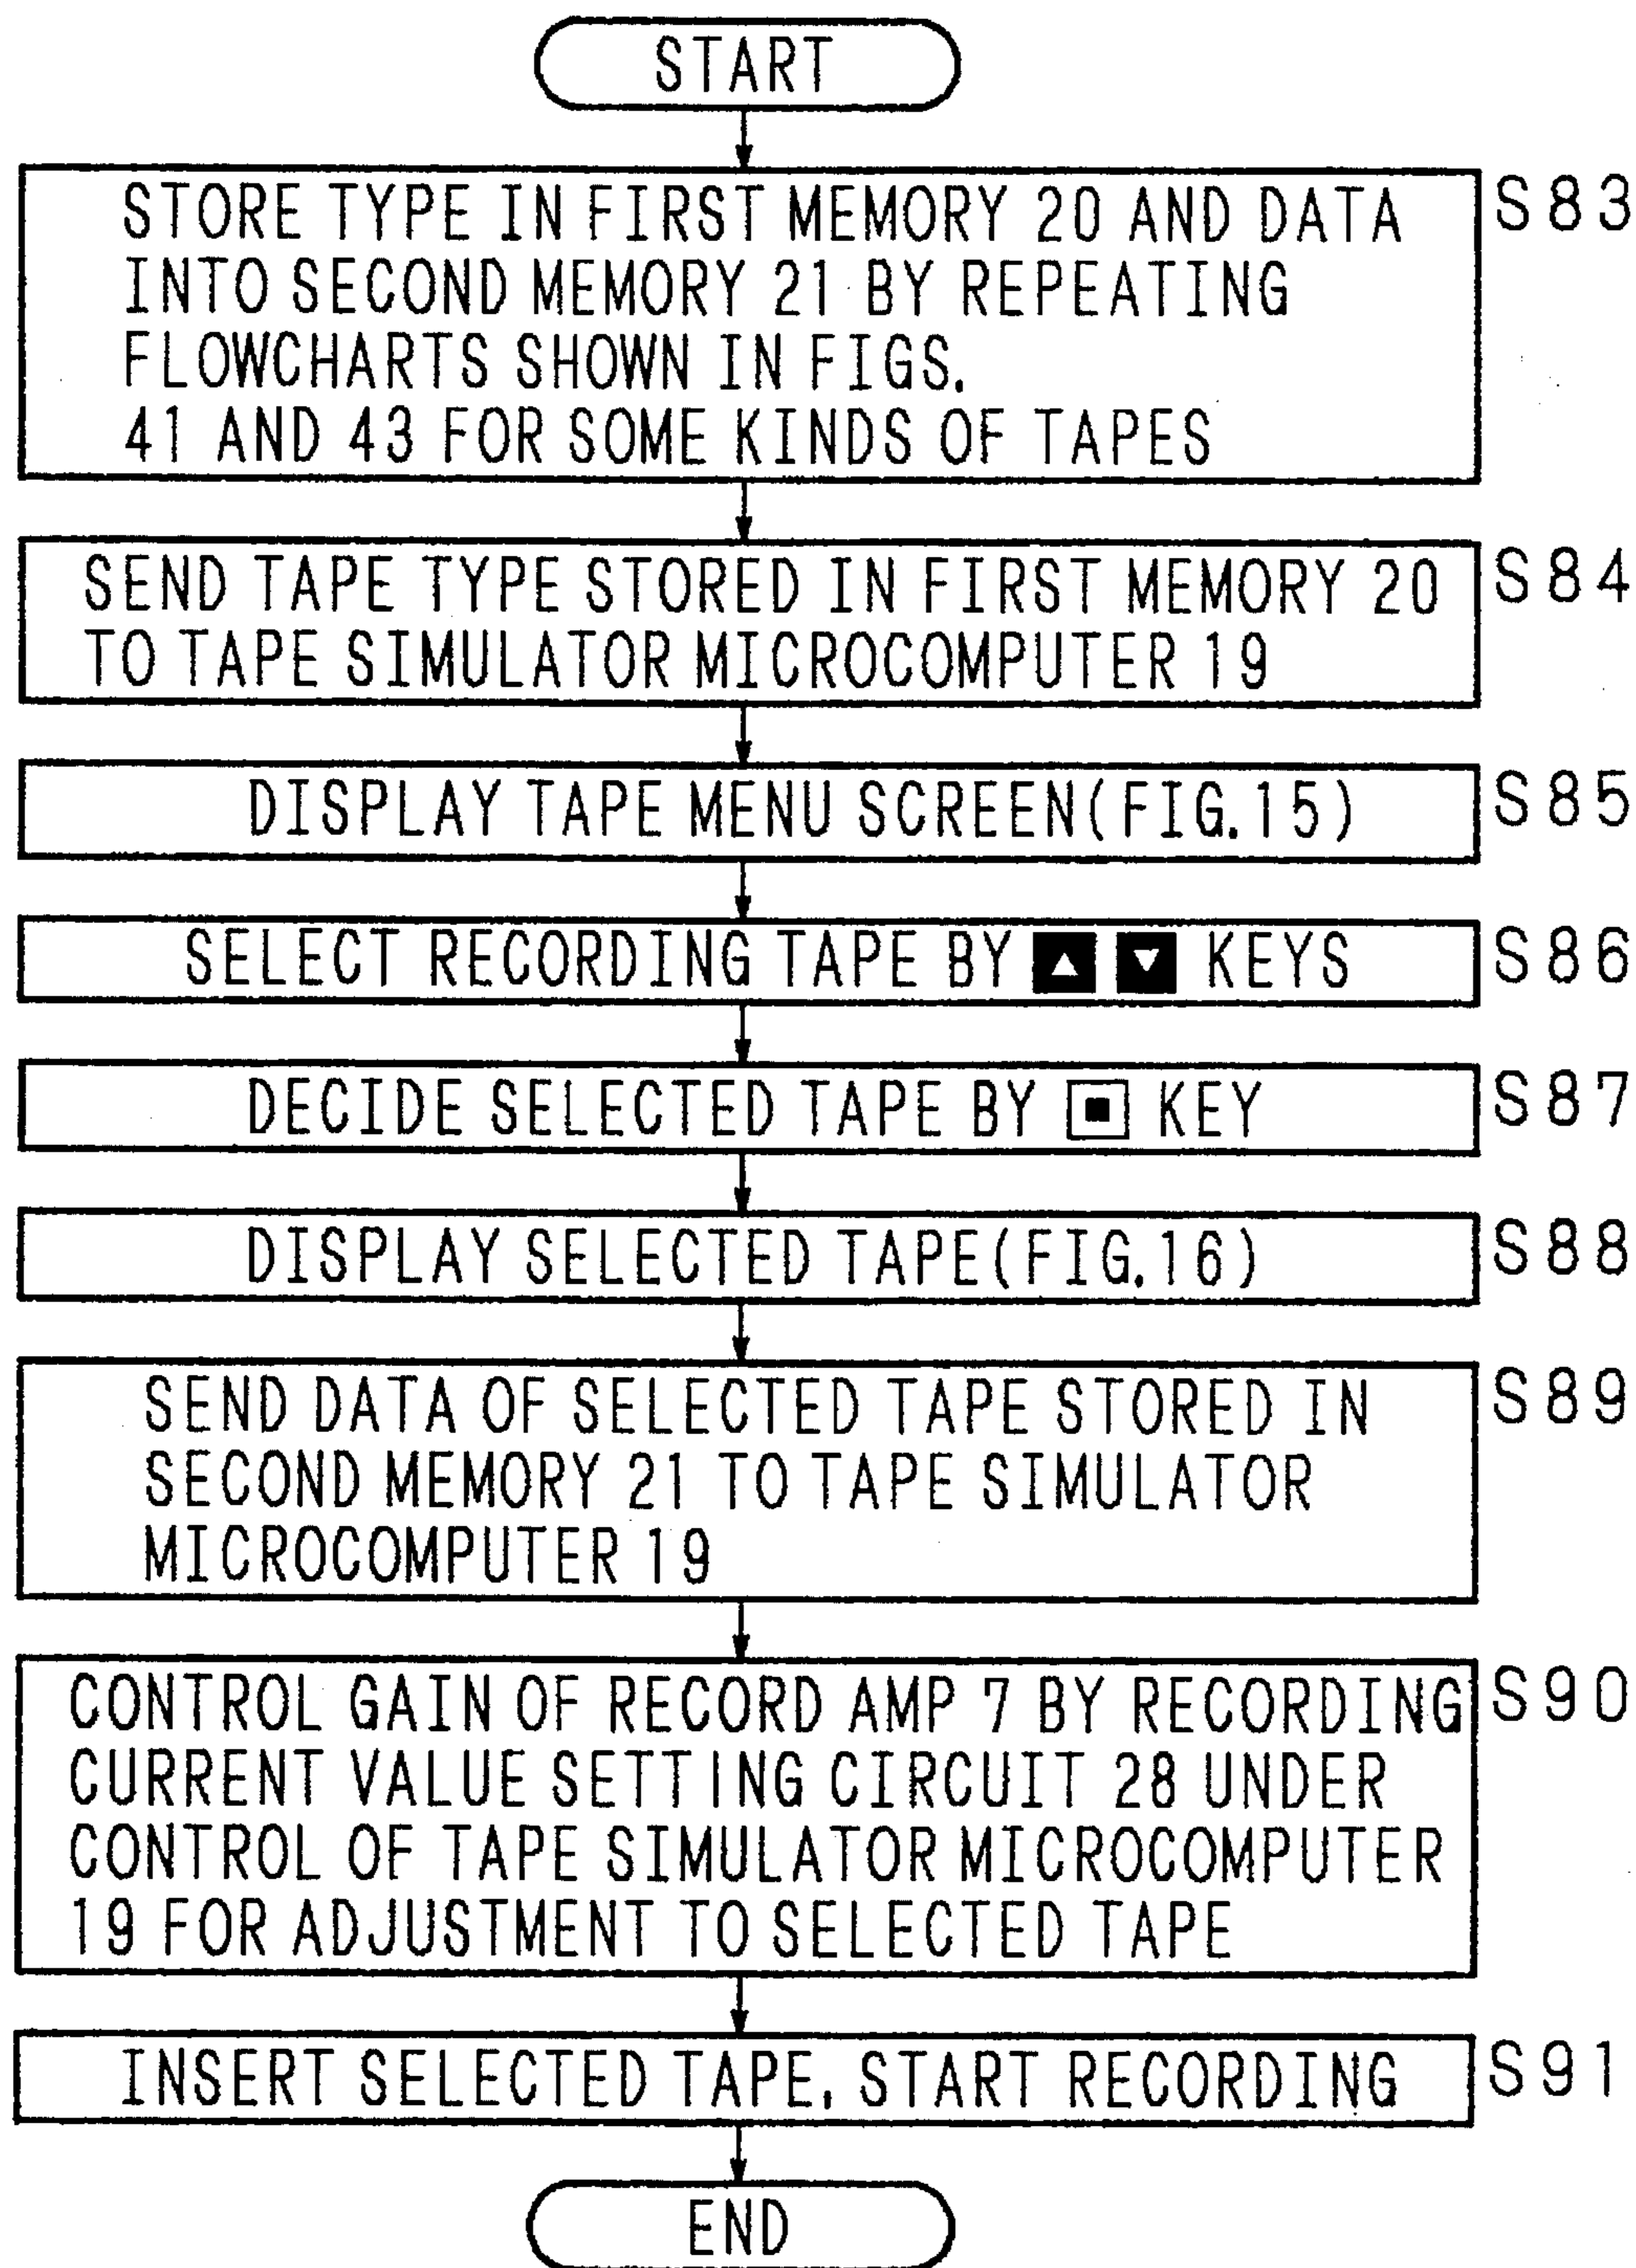 START
STORE TYPE IN FIRST MEMORY 20 AND DATA
INTO SECOND MEMORY 21 BY REPEATING
FLOWCHARTS SHOWN IN FIGS.
41 AND 43 FOR SOME KINDS OF TAPES
S83
SEND TAPE TYPE STORED IN FIRST MEMORY 20
TO TAPE SIMULATOR MICROCOMPUTER 19
S84
DISPLAY TAPE MENU SCREEN(FIG.15)
S85
SELECT RECORDING TAPE BY ▲ ▼ KEYS
S86
DECIDE SELECTED TAPE BY ▣ KEY
S87
DISPLAY SELECTED TAPE(FIG.16)
S88
SEND DATA OF SELECTED TAPE STORED IN
SECOND MEMORY 21 TO TAPE SIMULATOR
MICROCOMPUTER 19
S89
CONTROL GAIN OF RECORD AMP 7 BY RECORDING
CURRENT VALUE SETTING CIRCUIT 28 UNDER
CONTROL OF TAPE SIMULATOR MICROCOMPUTER
19 FOR ADJUSTMENT TO SELECTED TAPE
S90
INSERT SELECTED TAPE, START RECORDING
S91
END